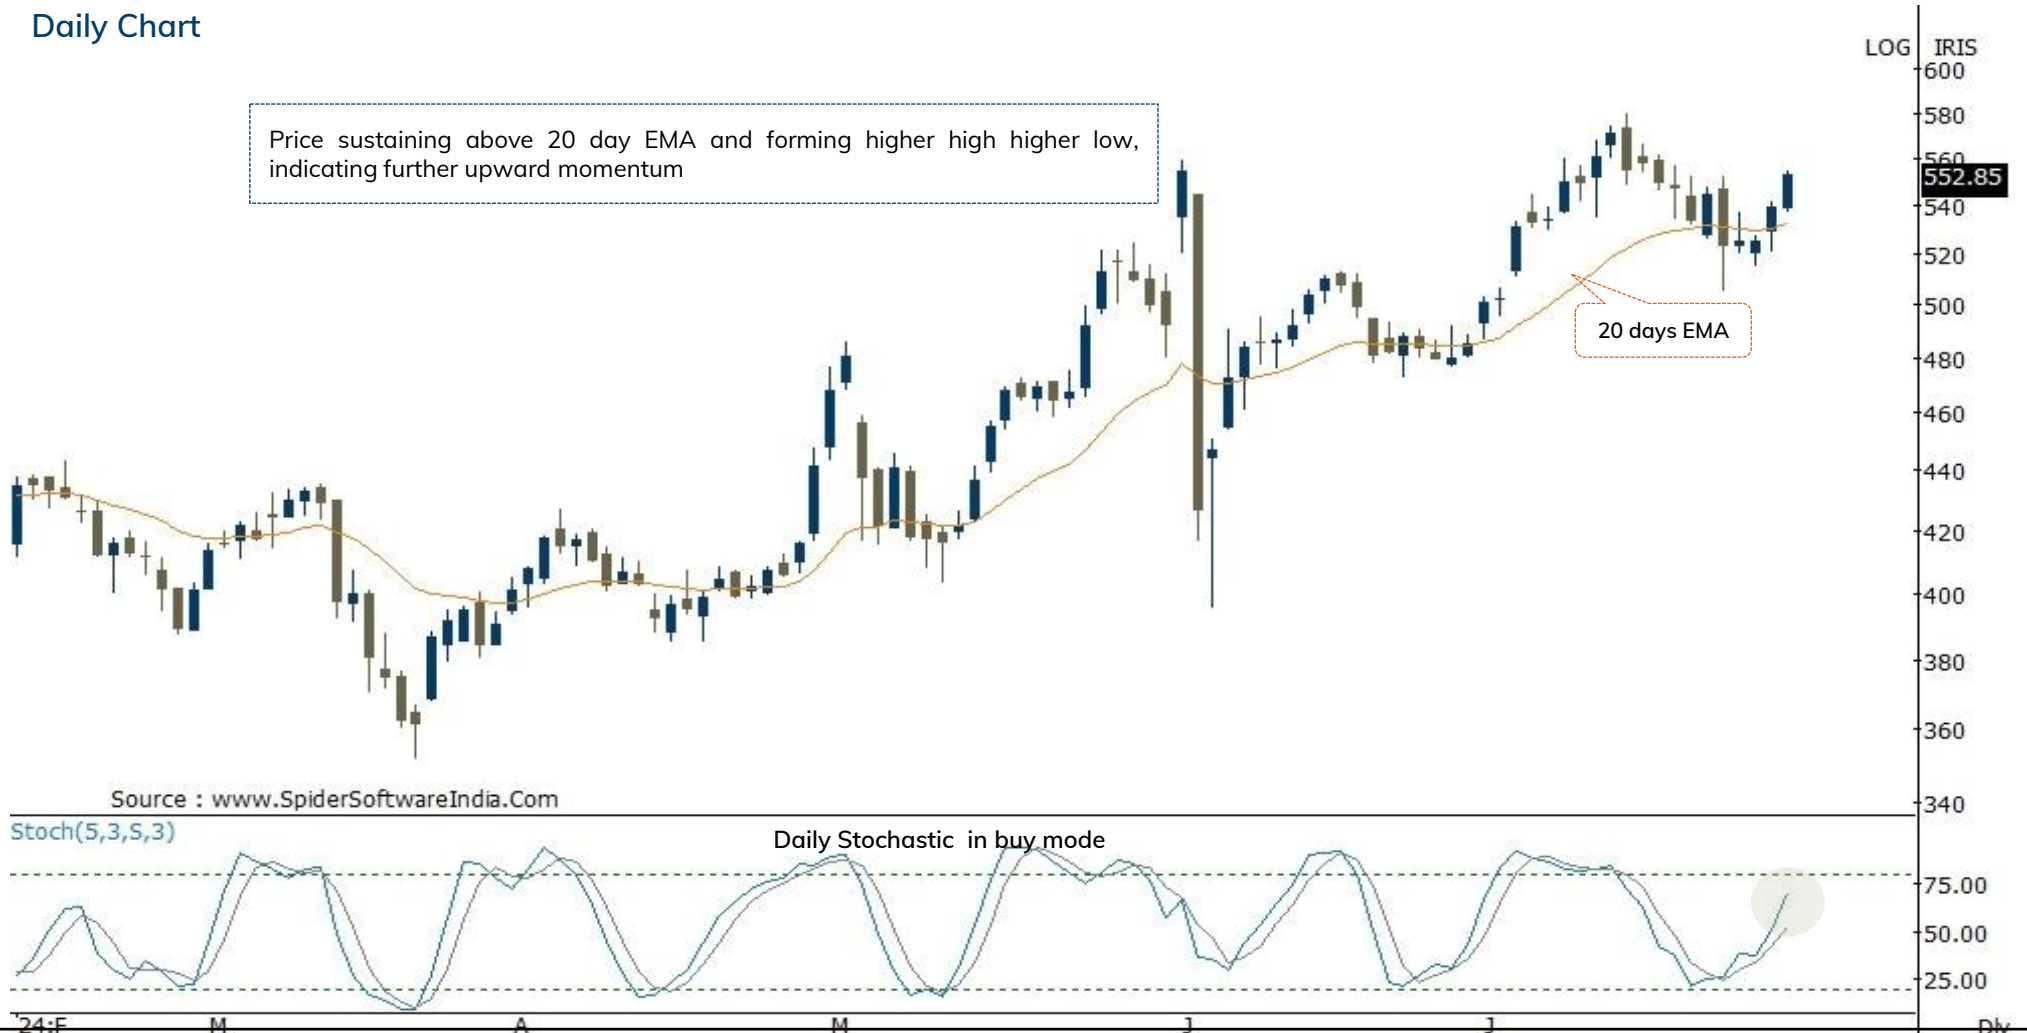 Daily Chart
LOG IRIS
600
Price sustaining above 20 day EMA and forming higher high higher low,
indicating further upward momentum
580
560
552.85
540
520
500
20 days EMA
480
460
440
420
400
380
360
Source : www.SpiderSoftwareIndia.Com
340
Stoch(5,3,S,3)
Daily Stochastic in buy mode
75.00
50.00
25.00
24:F M A M J J Dly